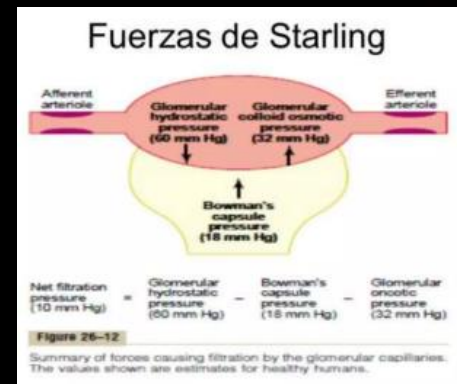 Fuerzas de Starling
Afferent
arteriole
Efferent
arteriole
Glomerular
hydrostatic
pressure
(60 mm Hg)
Glomerular
colloid osmotic
pressure
(32 mm Hg)
Bowman's
capsule
pressure
(18 mm Hg)
Net filtration
pressure
(10 mm Hg)
=
Glomerular
hydrostatic
pressure
(60 mm Hg)
–
Bowman's
capsule
pressure
(18 mm Hg)
–
Glomerular
oncotic
pressure
(32 mm Hg)
Figure 26–12
Summary of forces causing filtration by the glomerular capillaries.
The values shown are estimates for healthy humans.